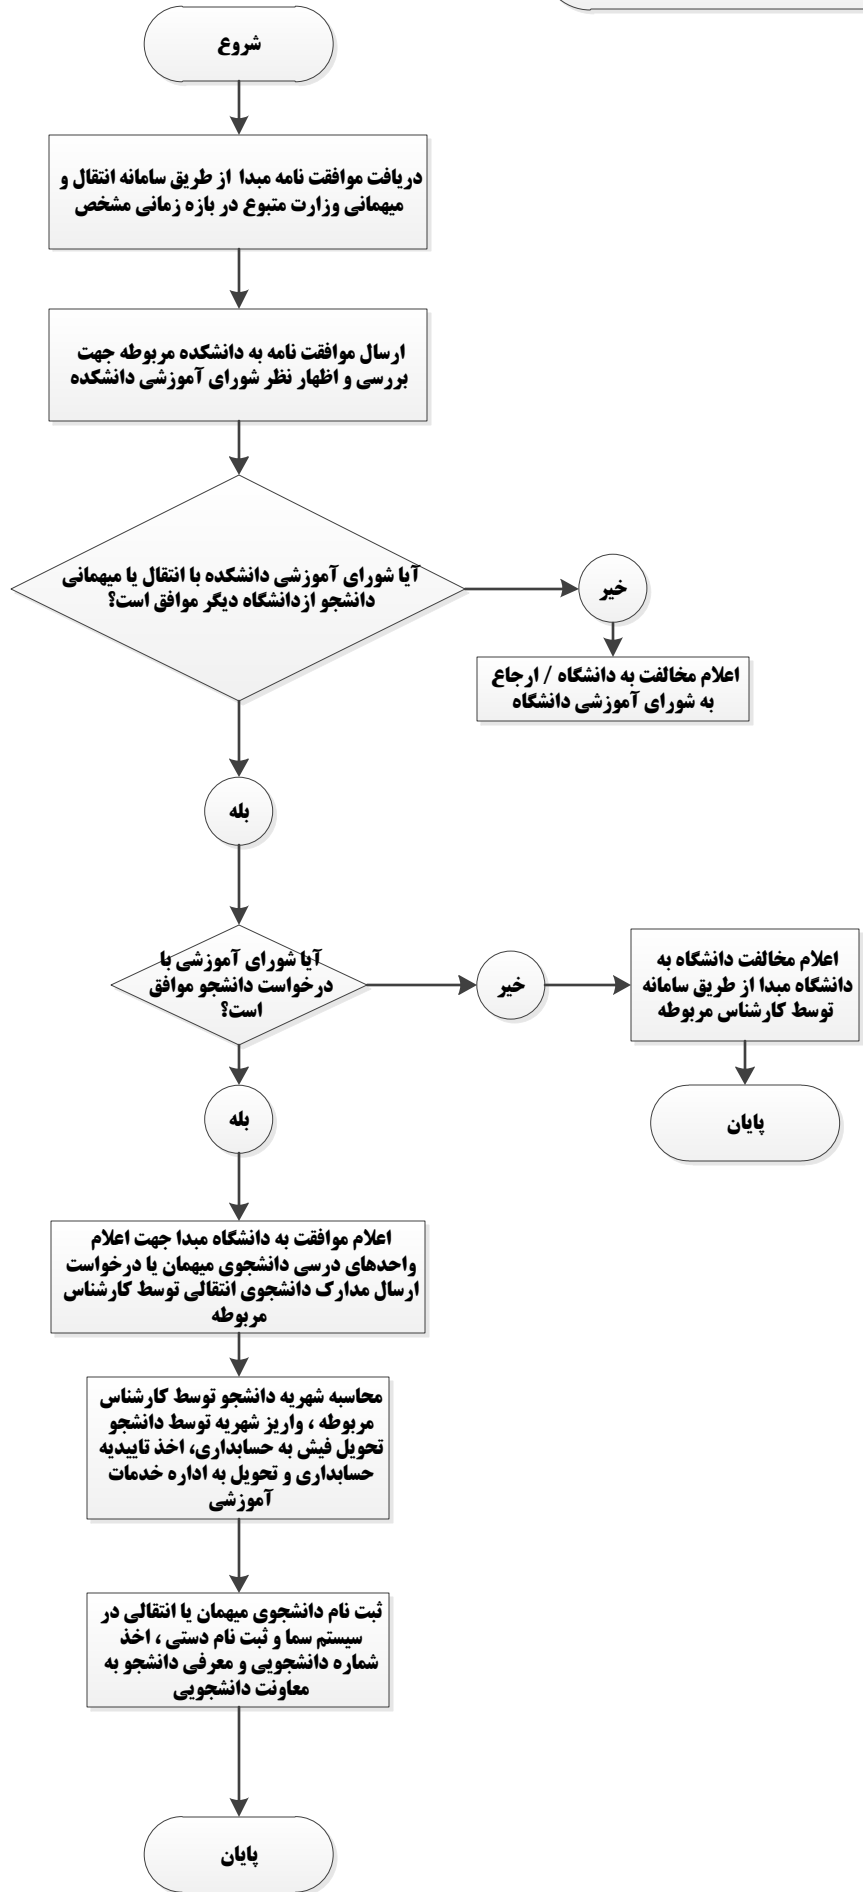 شروع
دریافت موافقت نامه مبدا از طریق سامانه انتقال و
میهمانی وزارت متبوع در بازه زمانی مشخص
ارسال موافقت نامه به دانشکده مربوطه جهت
بررسی و اظهار نظر شورای آموزشی دانشکده
آیا شورای آموزشی دانشکده با انتقال یا میهمانی
دانشجو ازدانشگاه دیگر موافق است؟
خیر
اعلام مخالفت به دانشگاه / ارجاع
به شورای آموزشی دانشگاه
بله
آیا شورای آموزشی با
درخواست دانشجو موافق
است؟
خیر
اعلام مخالفت دانشگاه به
دانشگاه مبدا از طریق سامانه
توسط کارشناس مربوطه
پایان
بله
اعلام موافقت به دانشگاه مبدا جهت اعلام
واحدهای درسی دانشجوی میهمان یا درخواست
ارسال مدارک دانشجوی انتقالی توسط کارشناس
مربوطه
محاسبه شهریه دانشجو توسط کارشناس
مربوطه ، واریز شهریه توسط دانشجو
تحویل فیش به حسابداری، اخذ تاییدیه
حسابداری و تحویل به اداره خدمات
آموزشی
ثبت نام دانشجوی میهمان یا انتقالی در
سیستم سما و ثبت نام دستی ، اخذ
شماره دانشجویی و معرفی دانشجو به
معاونت دانشجویی
پایان